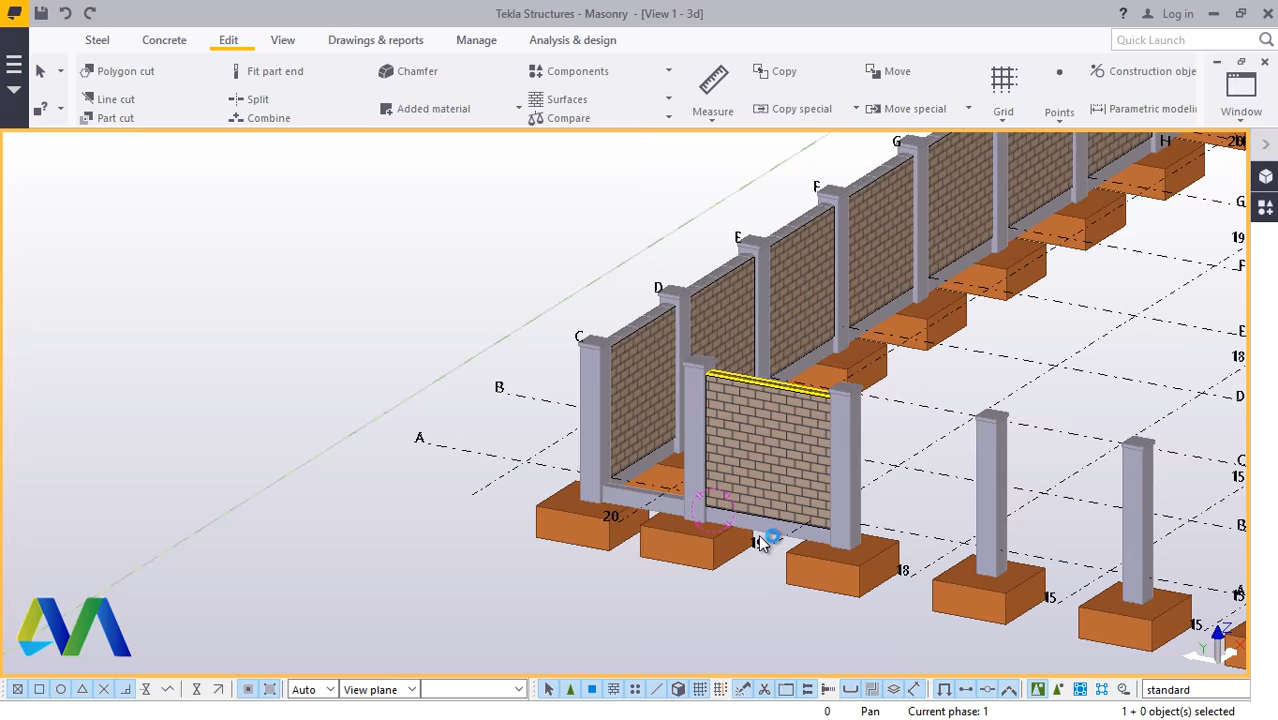 Tekla Structures - Masonry - [View 1 - 3d]
? Log in
Steel Concrete Edit View Drawings & reports Manage Analysis & design
Quick Launch
Polygon cut Fit part end Chamfer Components Copy Move Construction obje
Line cut Split Added material Surfaces Measure Copy special Move special Grid Points Parametric modelin Window
Part cut Combine Compare
G H 20
F G
E 19
D F
C E
B 18
A D
C
15
B
20
A
18 15
15
Z
Y X
Auto View plane standard
0 Pan Current phase: 1 1 + 0 object(s) selected